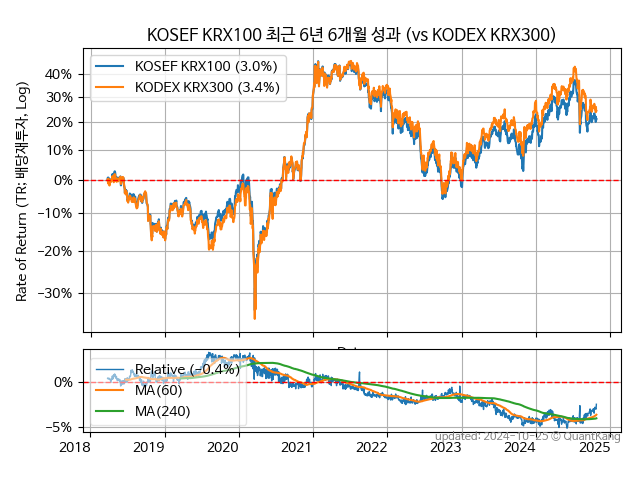 KOSEF KRX100 최근 6년 6개월 성과 (vs KODEX KRX300)
Rate of Return (TR: 배당재투자, Log)
KOSEF KRX100 (3.0%)
KODEX KRX300 (3.4%)
40%
30%
20%
10%
0%
−10%
−20%
−30%
Relative (−0.4%)
MA(60)
MA(240)
0%
−5%
2018 2019 2020 2021 2022 2023 2024 2025
updated: 2024-10-25 © QuantKang